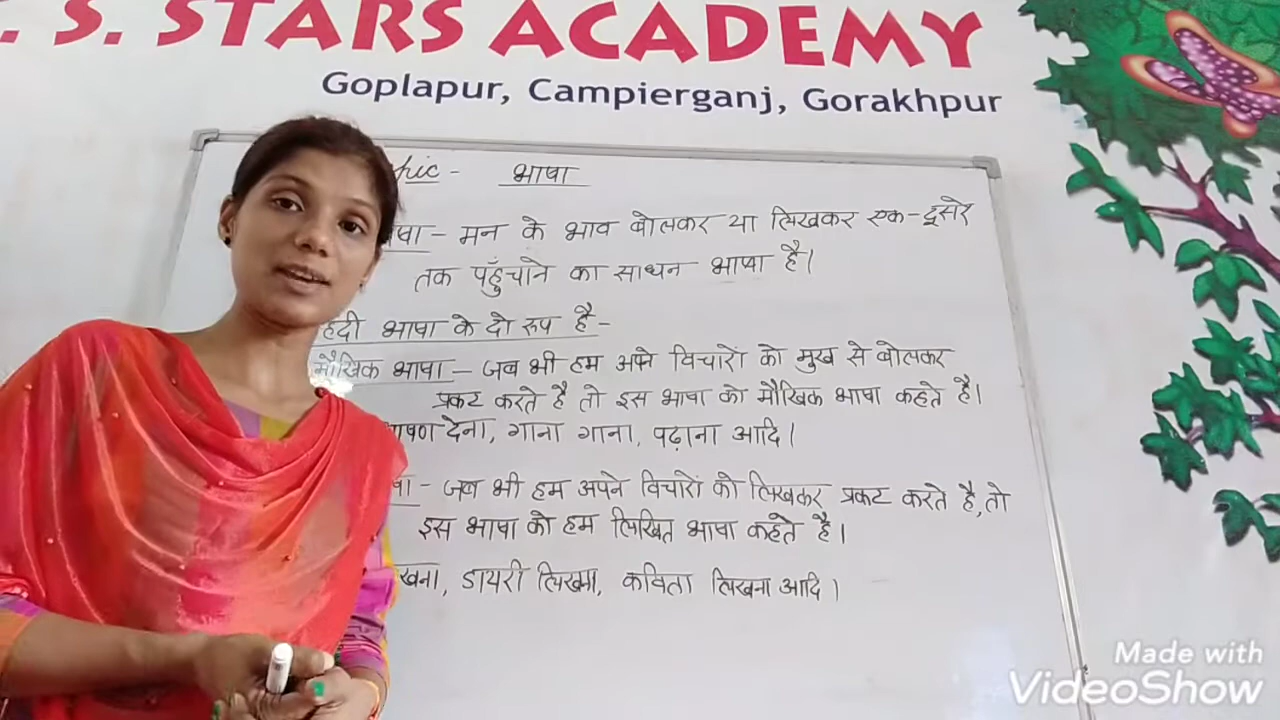 . S. STARS ACADEMY
Goplapur, Campierganj, Gorakhpur
pic - भाषा
षा - मन के भाव बोलकर या लिखकर एक-दूसरे
तक पहुँचाने का साधन भाषा है।
हिंदी भाषा के दो रूप है -
मौखिक भाषा - जब भी हम अपने विचारों को मुख से बोलकर
प्रकट करते है तो इस भाषा को मौखिक भाषा कहते है।
भाषण देना, गाना गाना, पढ़ाना आदि।
षा - जब भी हम अपने विचारों को लिखकर प्रकट करते है, तो
इस भाषा को हम लिखित भाषा कहते है।
खना, डायरी लिखना, कविता लिखना आदि।
Made with
VideoShow